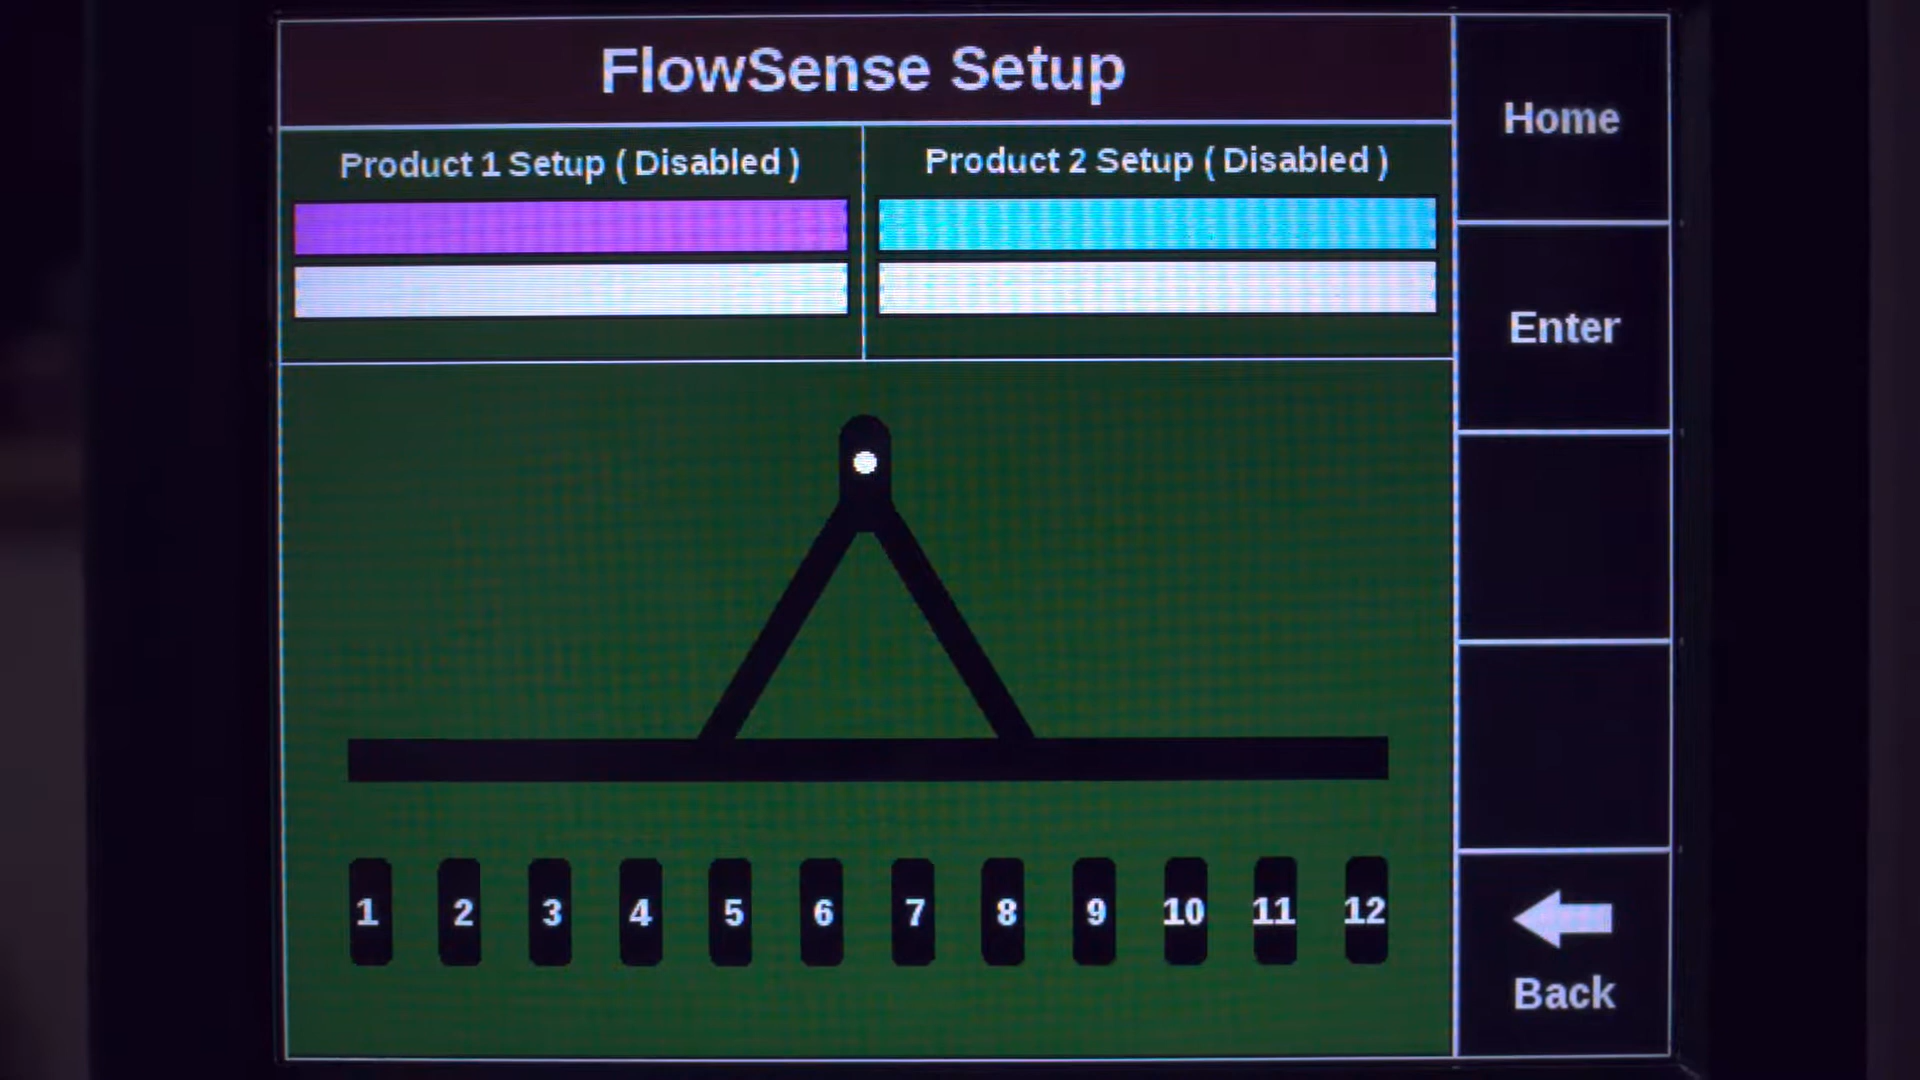 FlowSense Setup
Product 1 Setup ( Disabled )
Product 2 Setup ( Disabled )
Home
Enter
1 2 3 4 5 6 7 8 9 10 11 12
Back